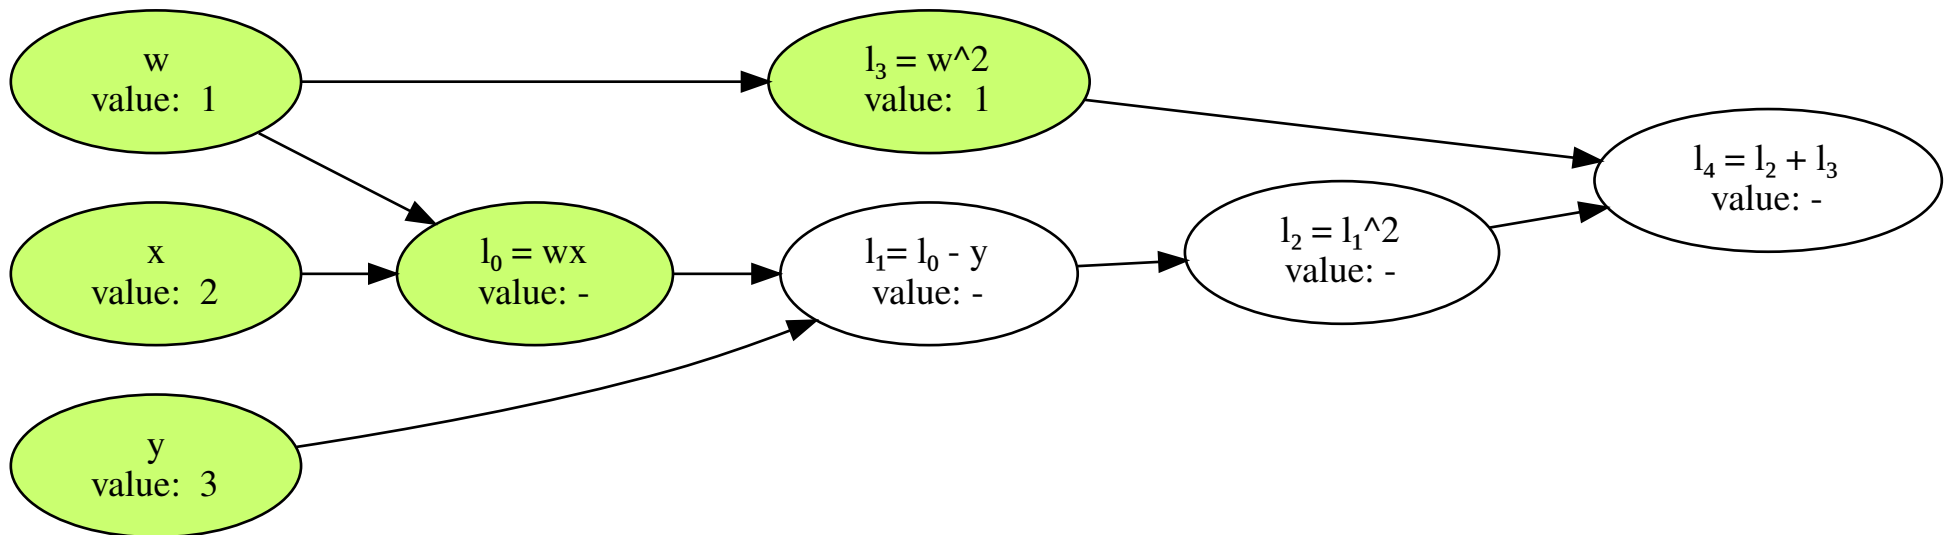 w
value: 1
l₃ = w^2
value: 1
l₄ = l₂ + l₃
value: -
x
value: 2
l₀ = wx
value: -
l₁= l₀ - y
value: -
l₂ = l₁^2
value: -
y
value: 3